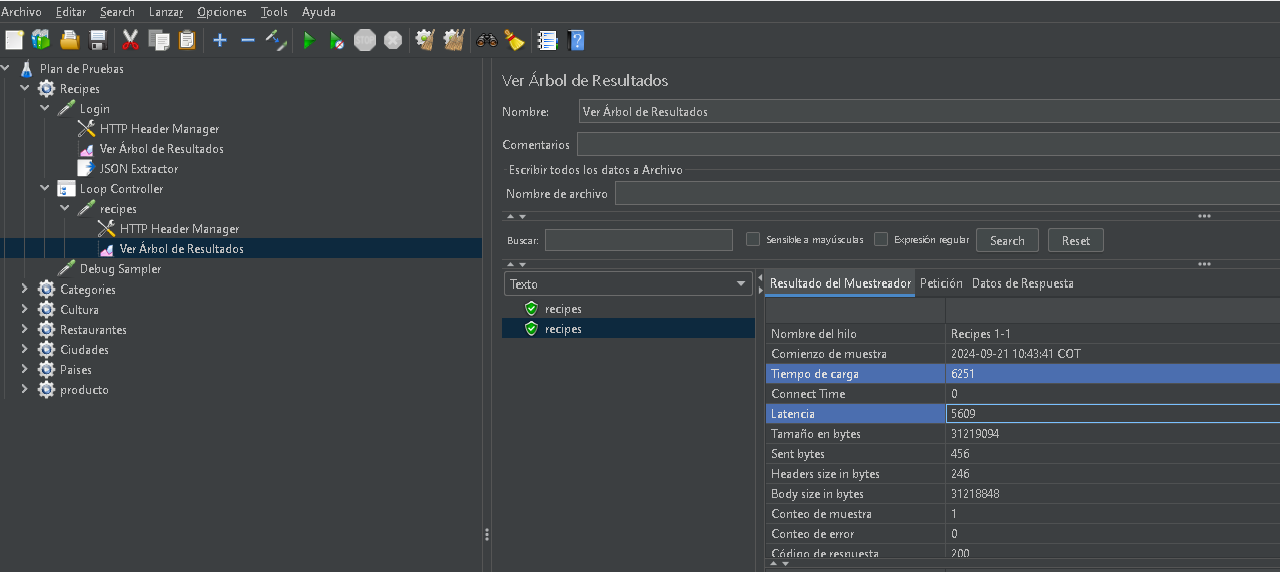 Archivo Editar Search Lanzar Opciones Tools Ayuda
STOP
Plan de Pruebas
Recipes
Login
HTTP Header Manager
Ver Árbol de Resultados
JSON Extractor
Loop Controller
recipes
HTTP Header Manager
Ver Árbol de Resultados
Debug Sampler
Categories
Cultura
Restaurantes
Ciudades
Paises
producto
Ver Árbol de Resultados
Nombre: Ver Árbol de Resultados
Comentarios
Escribir todos los datos a Archivo
Nombre de archivo
Buscar: Sensible a mayúsculas Expresión regular Search Reset
Texto
recipes
recipes
Resultado del Muestreador Petición Datos de Respuesta
Nombre del hilo Recipes 1-1
Comienzo de muestra 2024-09-21 10:43:41 COT
Tiempo de carga 6251
Connect Time 0
Latencia 5609
Tamaño en bytes 31219094
Sent bytes 456
Headers size in bytes 246
Body size in bytes 31218848
Conteo de muestra 1
Conteo de error 0
Código de respuesta 200